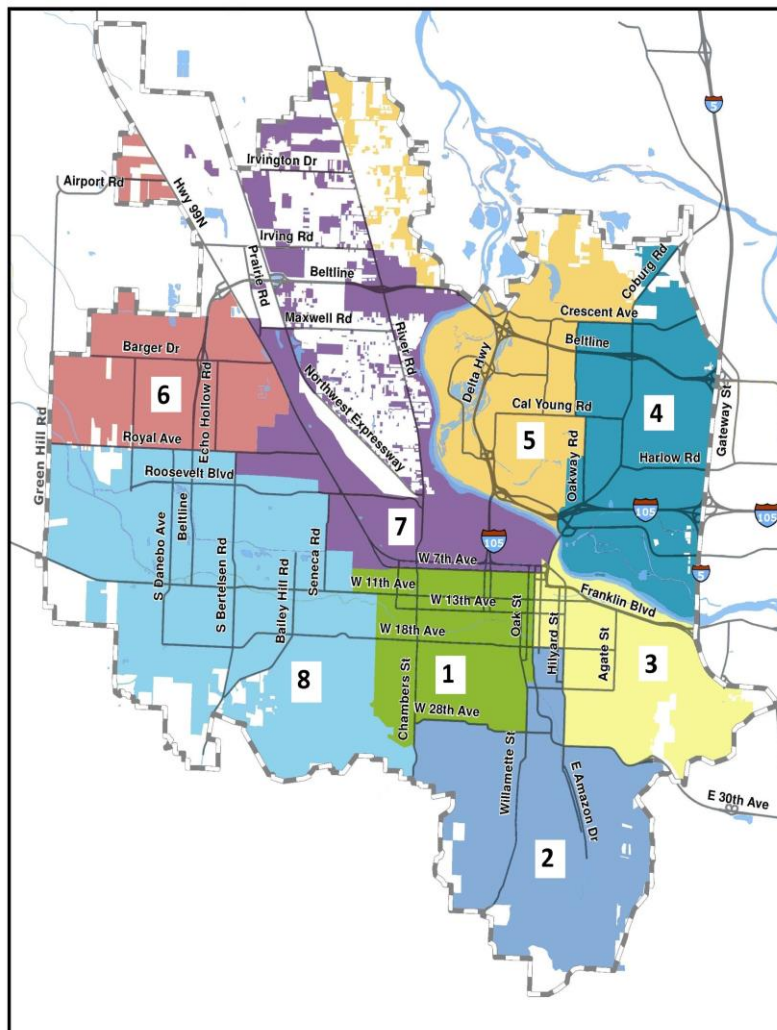 5
Irvington Dr
Airport Rd
Hwy 99N
Irving Rd
Prairie Rd
Beltline
Coburg Rd
Crescent Ave
Maxwell Rd
River Rd
Beltline
Delta Hwy
Barger Dr
Northwest Expressway
6
Echo Hollow Rd
Cal Young Rd
4
Gateway St
Green Hill Rd
Royal Ave
5
Oakway Rd
Harlow Rd
Roosevelt Blvd
105
105
7
105
S Danebo Ave
Beltline
S Bertelsen Rd
Bailey Hill Rd
Seneca Rd
W 7th Ave
5
W 11th Ave
W 13th Ave
Oak St
Franklin Blvd
W 18th Ave
Hilyard St
Agate St
8
Chambers St
1
3
W 28th Ave
Willamette St
E Amazon Dr
E 30th Ave
2